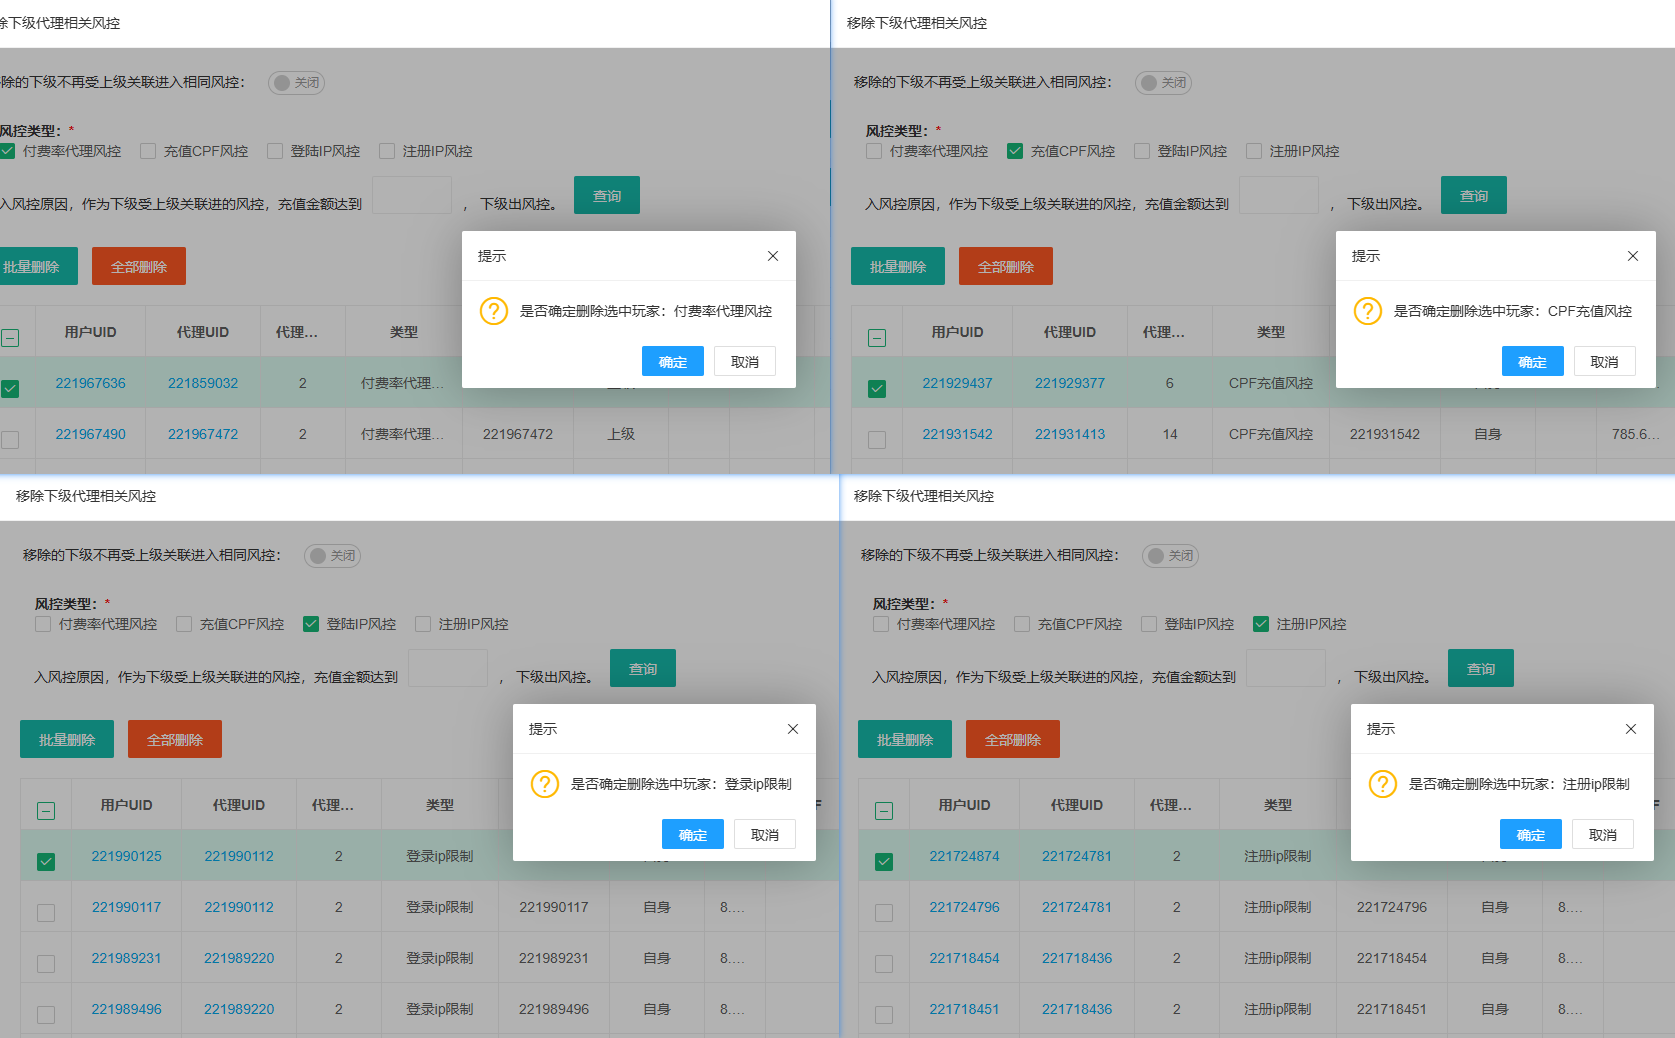 除下级代理相关风控
移除的下级不再受上级关联进入相同风控：
关闭
风控类型：*
付费率代理风控 充值CPF风控 登陆IP风控 注册IP风控
入风控原因，作为下级受上级关联进的风控，充值金额达到 ，下级出风控。 查询
批量删除 全部删除
提示
是否确定删除选中玩家：付费率代理风控
确定 取消
用户UID 代理UID 代理... 类型
221967636 221859032 2 付费率代理...
221967490 221967472 2 付费率代理... 221967472 上级
移除下级代理相关风控
移除的下级不再受上级关联进入相同风控：
关闭
风控类型：*
付费率代理风控 充值CPF风控 登陆IP风控 注册IP风控
入风控原因，作为下级受上级关联进的风控，充值金额达到 ，下级出风控。 查询
批量删除 全部删除
提示
是否确定删除选中玩家：CPF充值风控
确定 取消
用户UID 代理UID 代理... 类型
221929437 221929377 6 CPF充值风控
221931542 221931413 14 CPF充值风控 221931542 自身 785.6...
移除下级代理相关风控
移除的下级不再受上级关联进入相同风控：
关闭
风控类型：*
付费率代理风控 充值CPF风控 登陆IP风控 注册IP风控
入风控原因，作为下级受上级关联进的风控，充值金额达到 ，下级出风控。 查询
批量删除 全部删除
提示
是否确定删除选中玩家：登录ip限制
确定 取消
用户UID 代理UID 代理... 类型
221990125 221990112 2 登录ip限制
221990117 221990112 2 登录ip限制 221990117 自身 8....
221989231 221989220 2 登录ip限制 221989231 自身 8....
221989496 221989220 2 登录ip限制 221989496 自身 8....
移除下级代理相关风控
移除的下级不再受上级关联进入相同风控：
关闭
风控类型：*
付费率代理风控 充值CPF风控 登陆IP风控 注册IP风控
入风控原因，作为下级受上级关联进的风控，充值金额达到 ，下级出风控。 查询
批量删除 全部删除
提示
是否确定删除选中玩家：注册ip限制
确定 取消
用户UID 代理UID 代理... 类型
221724874 221724781 2 注册ip限制
221724796 221724781 2 注册ip限制 221724796 自身 8....
221718454 221718436 2 注册ip限制 221718454 自身 8....
221718451 221718436 2 注册ip限制 221718451 自身 8....